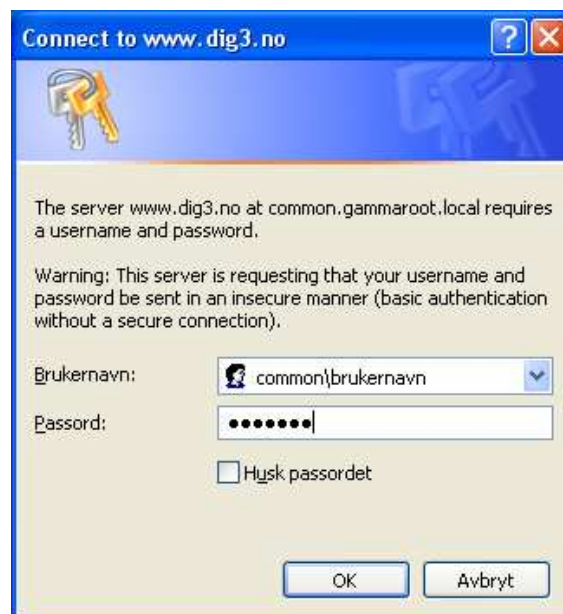 Connect to www.dig3.no
?
The server www.dig3.no at common.gammaroot.local requires
a username and password.
Warning: This server is requesting that your username and
password be sent in an insecure manner (basic authentication
without a secure connection).
Brukernavn: common\brukernavn
Passord: •••••••
Husk passordet
OK Avbryt